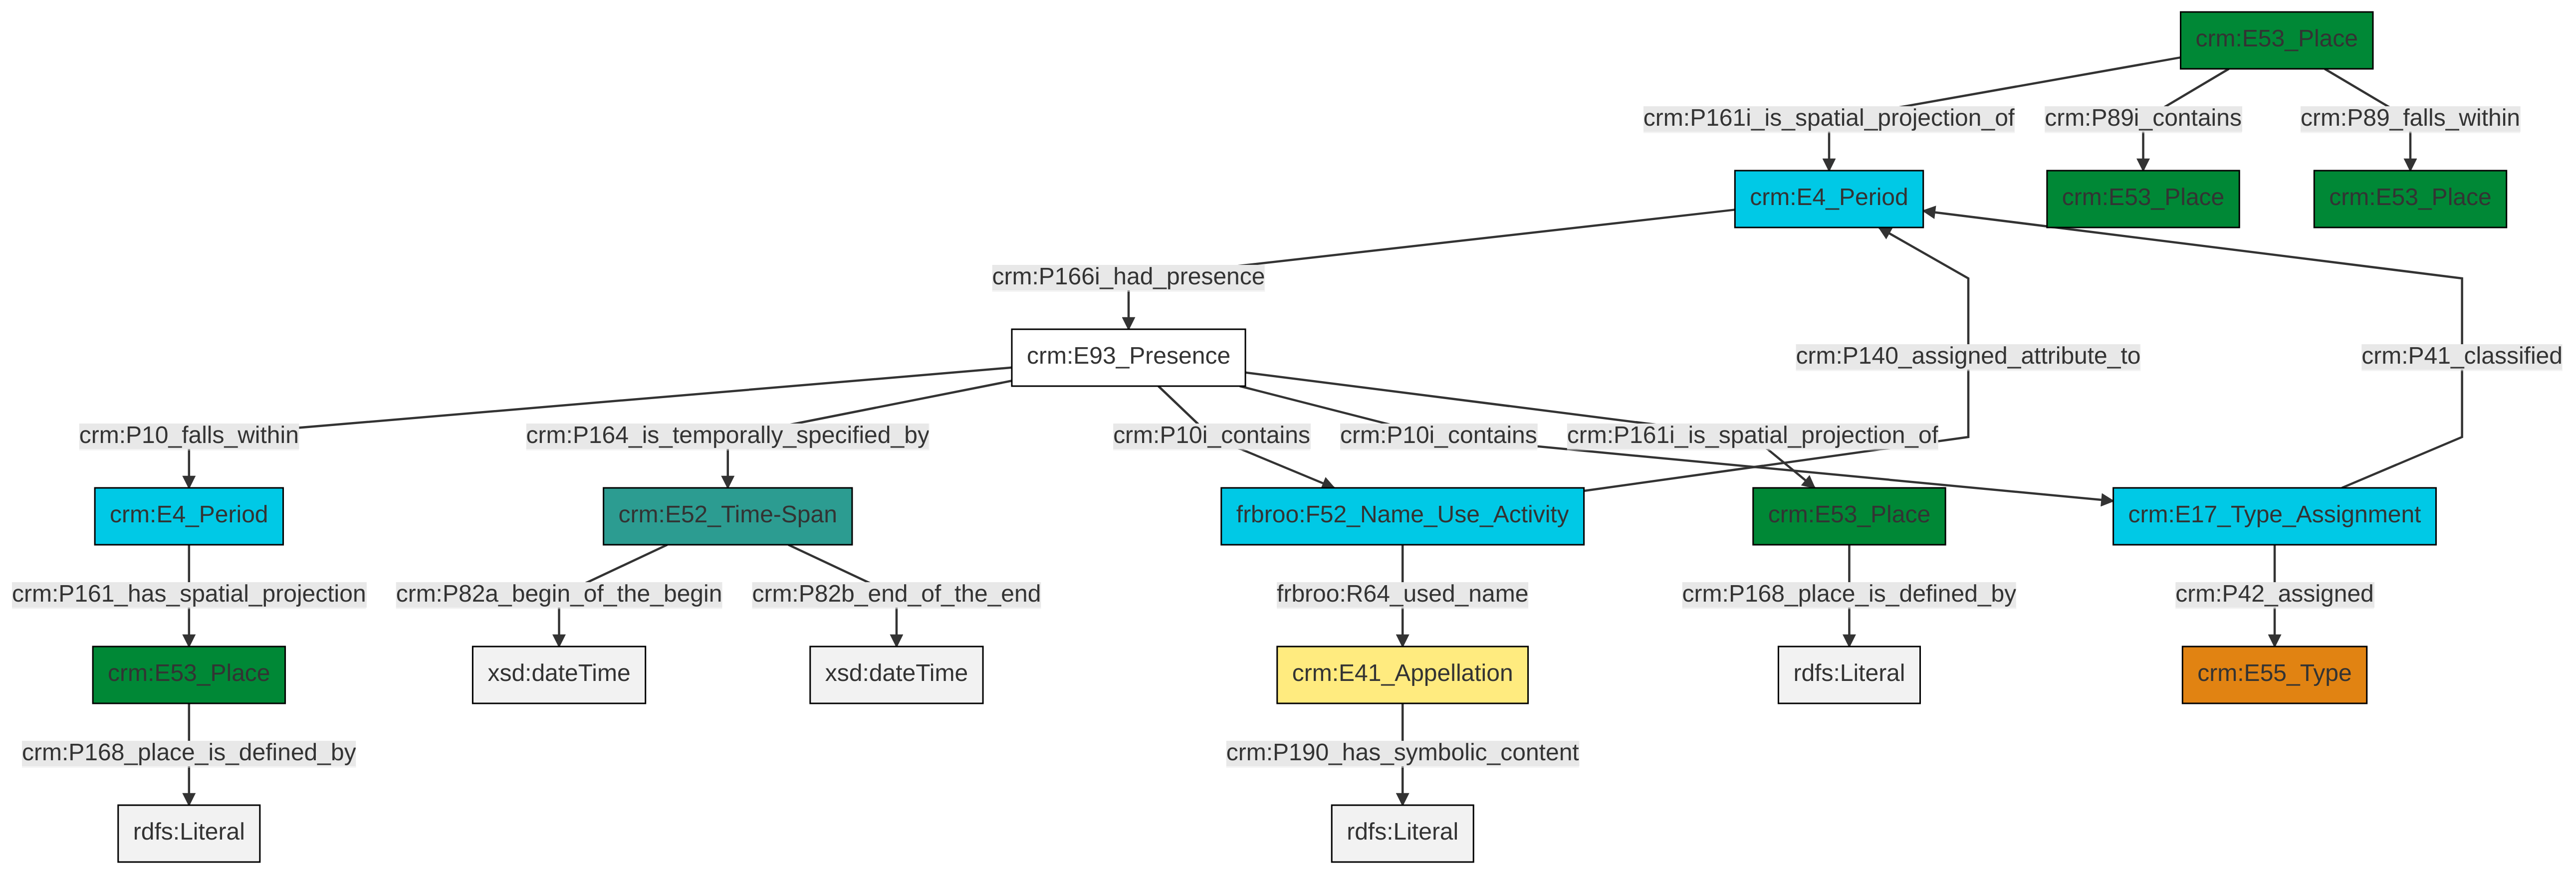 crm:E53_Place
crm:P161i_is_spatial_projection_of
crm:P89i_contains
crm:P89_falls_within
crm:E4_Period
crm:E53_Place
crm:E53_Place
crm:P166i_had_presence
crm:E93_Presence
crm:P140_assigned_attribute_to
crm:P41_classified
crm:P10_falls_within
crm:P164_is_temporally_specified_by
crm:P10i_contains
crm:P10i_contains
crm:P161i_is_spatial_projection_of
crm:E4_Period
crm:E52_Time-Span
frbroo:F52_Name_Use_Activity
crm:E53_Place
crm:E17_Type_Assignment
crm:P161_has_spatial_projection
crm:P82a_begin_of_the_begin
crm:P82b_end_of_the_end
frbroo:R64_used_name
crm:P168_place_is_defined_by
crm:P42_assigned
crm:E53_Place
xsd:dateTime
xsd:dateTime
crm:E41_Appellation
rdfs:Literal
crm:E55_Type
crm:P168_place_is_defined_by
crm:P190_has_symbolic_content
rdfs:Literal
rdfs:Literal